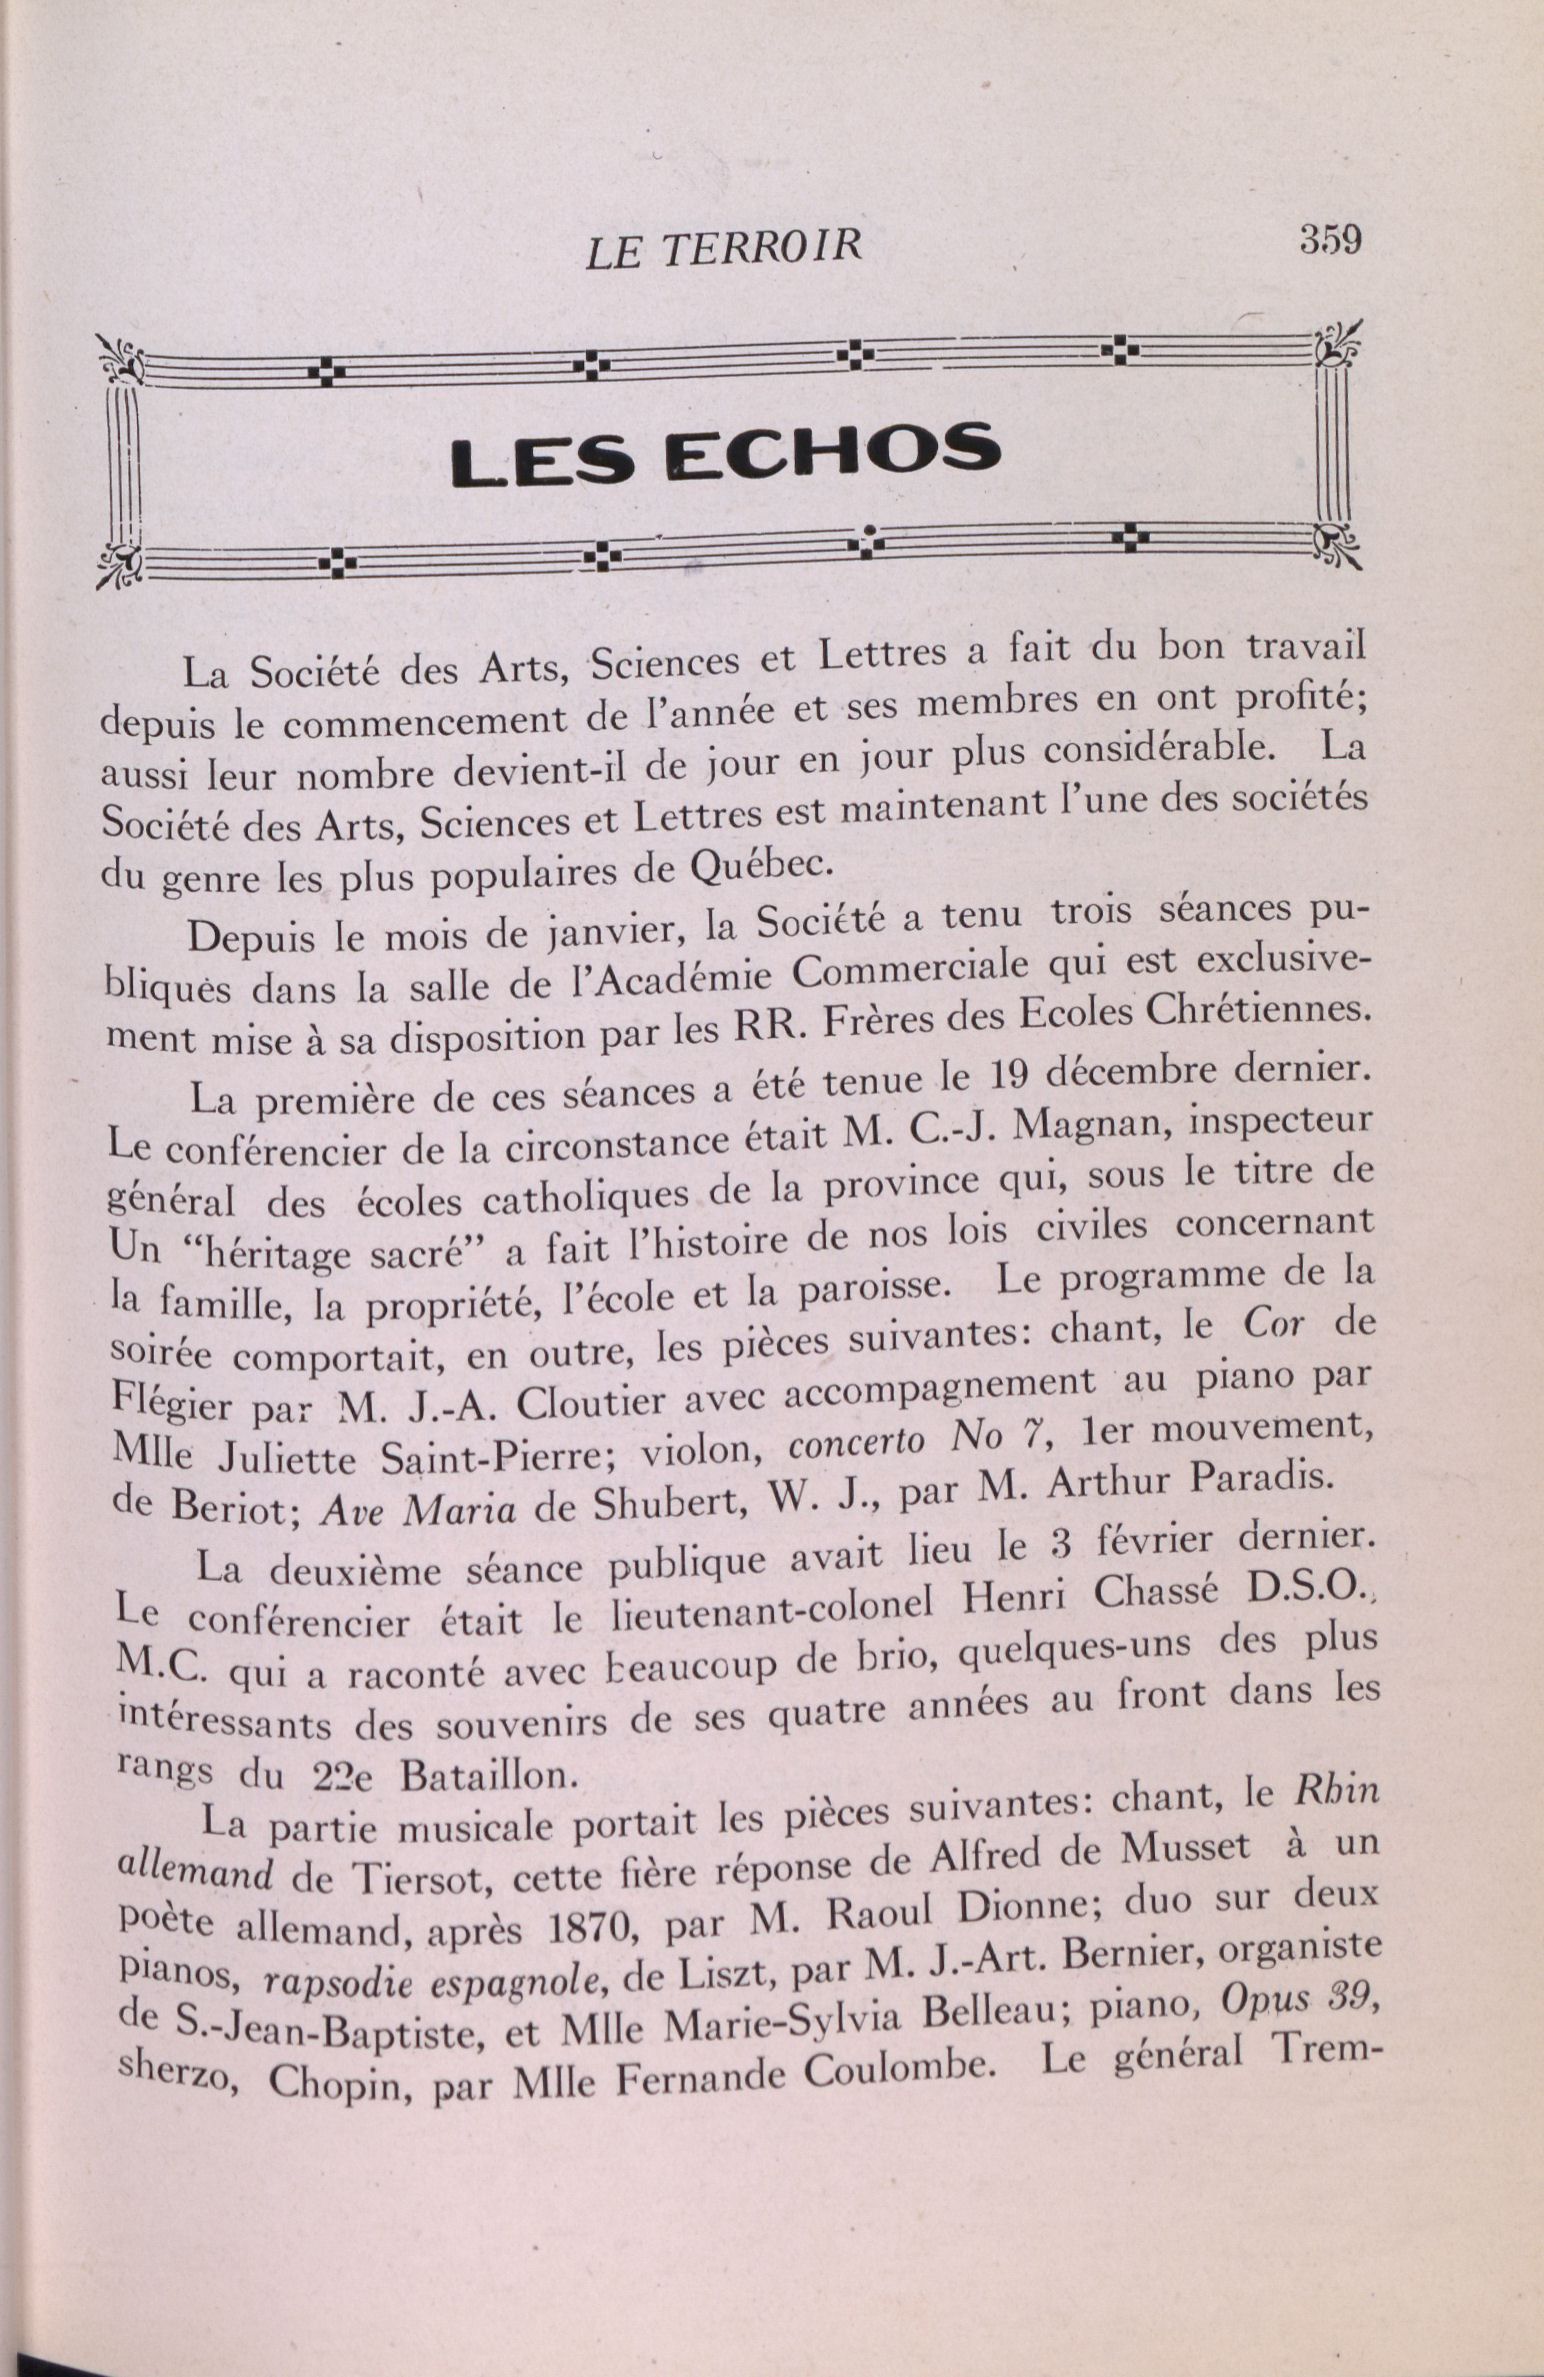 LE TERROIR 359
LES ECHOS
La Société des Arts, Sciences et Lettres a fait du bon travail
depuis le commencement de l'année et ses membres en ont profité;
aussi leur nombre devient-il de jour en jour plus considérable. La
Société des Arts, Sciences et Lettres est maintenant l'une des sociétés
du genre les plus populaires de Québec.
Depuis le mois de janvier, la Société a tenu trois séances pu-
bliques dans la salle de l'Académie Commerciale qui est exclusive-
ment mise à sa disposition par les RR. Frères des Ecoles Chrétiennes.
La première de ces séances a été tenue le 19 décembre dernier.
Le conférencier de la circonstance était M. C.-J. Magnan, inspecteur
général des écoles catholiques de la province qui, sous le titre de
Un “héritage sacré” a fait l'histoire de nos lois civiles concernant
la famille, la propriété, l'école et la paroisse. Le programme de la
soirée comportait, en outre, les pièces suivantes: chant, le Cor de
Flégier par M. J.-A. Cloutier avec accompagnement au piano par
Mlle Juliette Saint-Pierre; violon, concerto No 7, 1er mouvement,
de Beriot; Ave Maria de Shubert, W. J., par M. Arthur Paradis.
La deuxième séance publique avait lieu le 3 février dernier.
Le conférencier était le lieutenant-colonel Henri Chassé D.S.O.,
M.C. qui a raconté avec beaucoup de brio, quelques-uns des plus
intéressants des souvenirs de ses quatre années au front dans les
rangs du 22e Bataillon.
La partie musicale portait les pièces suivantes: chant, le Rhin
allemand de Tiersot, cette fière réponse de Alfred de Musset à un
poète allemand, après 1870, par M. Raoul Dionne; duo sur deux
pianos, rapsodie espagnole, de Liszt, par M. J.-Art. Bernier, organiste
de S.-Jean-Baptiste, et Mlle Marie-Sylvia Belleau; piano, Opus 39,
sherzo, Chopin, par Mlle Fernande Coulombe. Le général Trem-